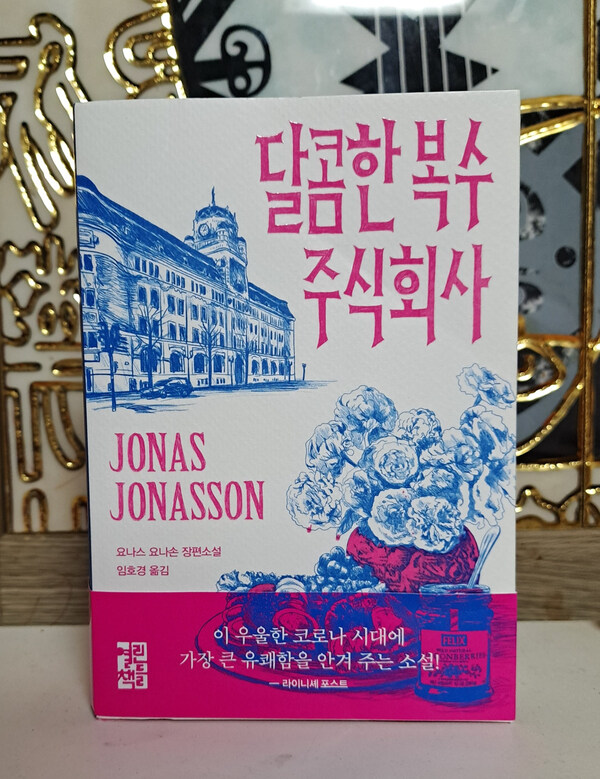 달콤한 복수
주식회사
JONAS
JONASSON
요나스 요나손 장편소설
임호경 옮김
이 우울한 코로나 시대에
가장 큰 유쾌함을 안겨 주는 소설!
— 라이니셰 포스트
열린책들
FELIX